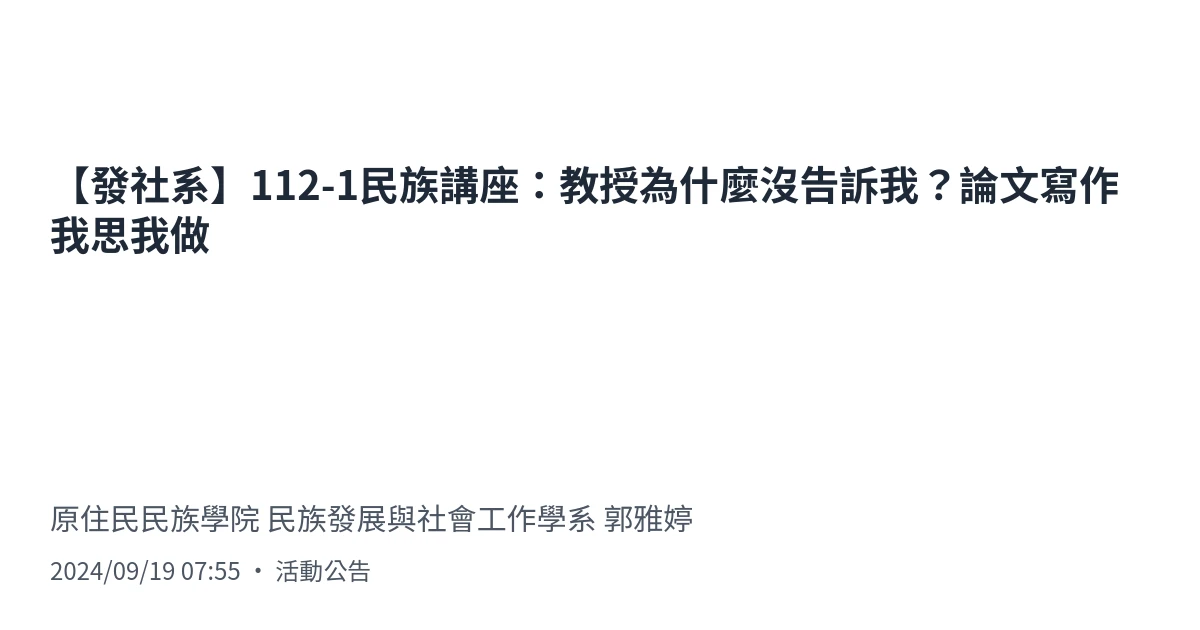 【發社系】112-1民族講座：教授為什麼沒告訴我？論文寫作
我思我做
原住民民族學院 民族發展與社會工作學系 郭雅婷
2024/09/19 07:55 ・ 活動公告